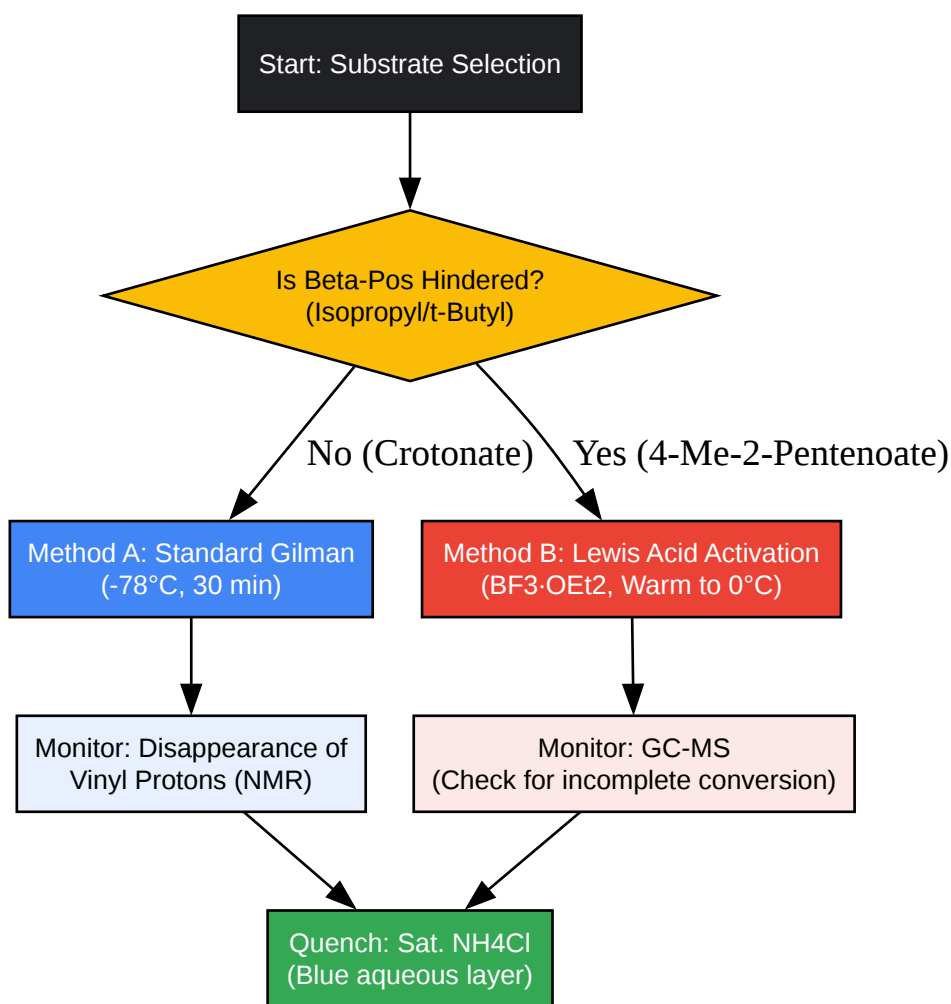 Start: Substrate Selection
Is Beta-Pos Hindered?
(Isopropyl/t-Butyl)
No (Crotonate)
Yes (4-Me-2-Pentenoate)
Method A: Standard Gilman
(-78°C, 30 min)
Method B: Lewis Acid Activation
(BF3·OEt2, Warm to 0°C)
Monitor: Disappearance of
Vinyl Protons (NMR)
Monitor: GC-MS
(Check for incomplete conversion)
Quench: Sat. NH4Cl
(Blue aqueous layer)